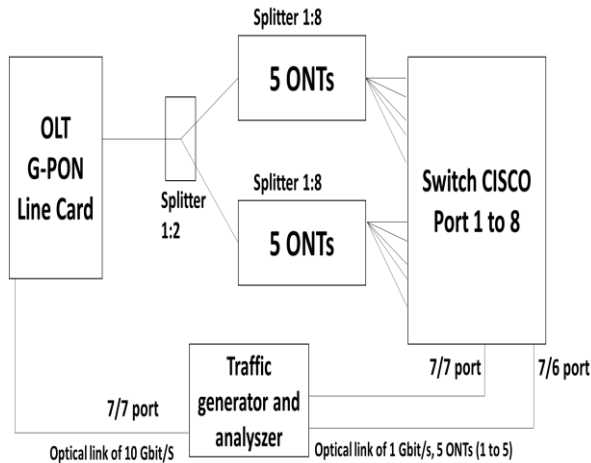 Splitter 1:8
5 ONTs
OLT
G-PON
Line Card
Splitter
1:2
Splitter 1:8
5 ONTs
Switch CISCO
Port 1 to 8
Traffic
generator and
analyszer
7/7 port
7/7 port
7/6 port
Optical link of 10 Gbit/S
Optical link of 1 Gbit/s, 5 ONTs (1 to 5)